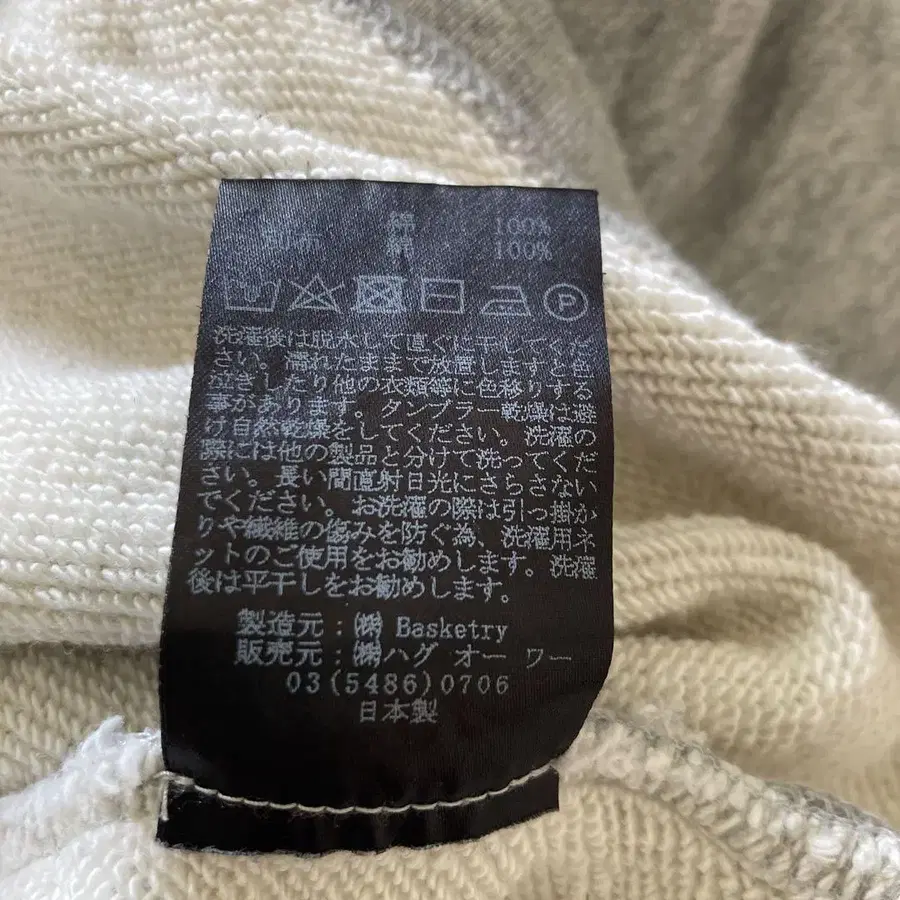 綿 100%
別布 綿 100%
P
洗濯後は脱水して直ぐに干してくだ
さい。濡れたままで放置しますと色
泣きしたり他の衣類等に色移りする
事があります。タンブラー乾燥は避
け自然乾燥をしてください。洗濯の
際には他の製品と分けて洗ってくだ
さい。長い間直射日光にさらさない
でください。お洗濯の際は引っ掛か
りや繊維の傷みを防ぐ為、洗濯用ネ
ットのご使用をお勧めします。洗濯
後は平干しをお勧めします。
製造元:㈱ Basketry
販売元:㈱ハグ オー ワー
03(5486)0706
日本製